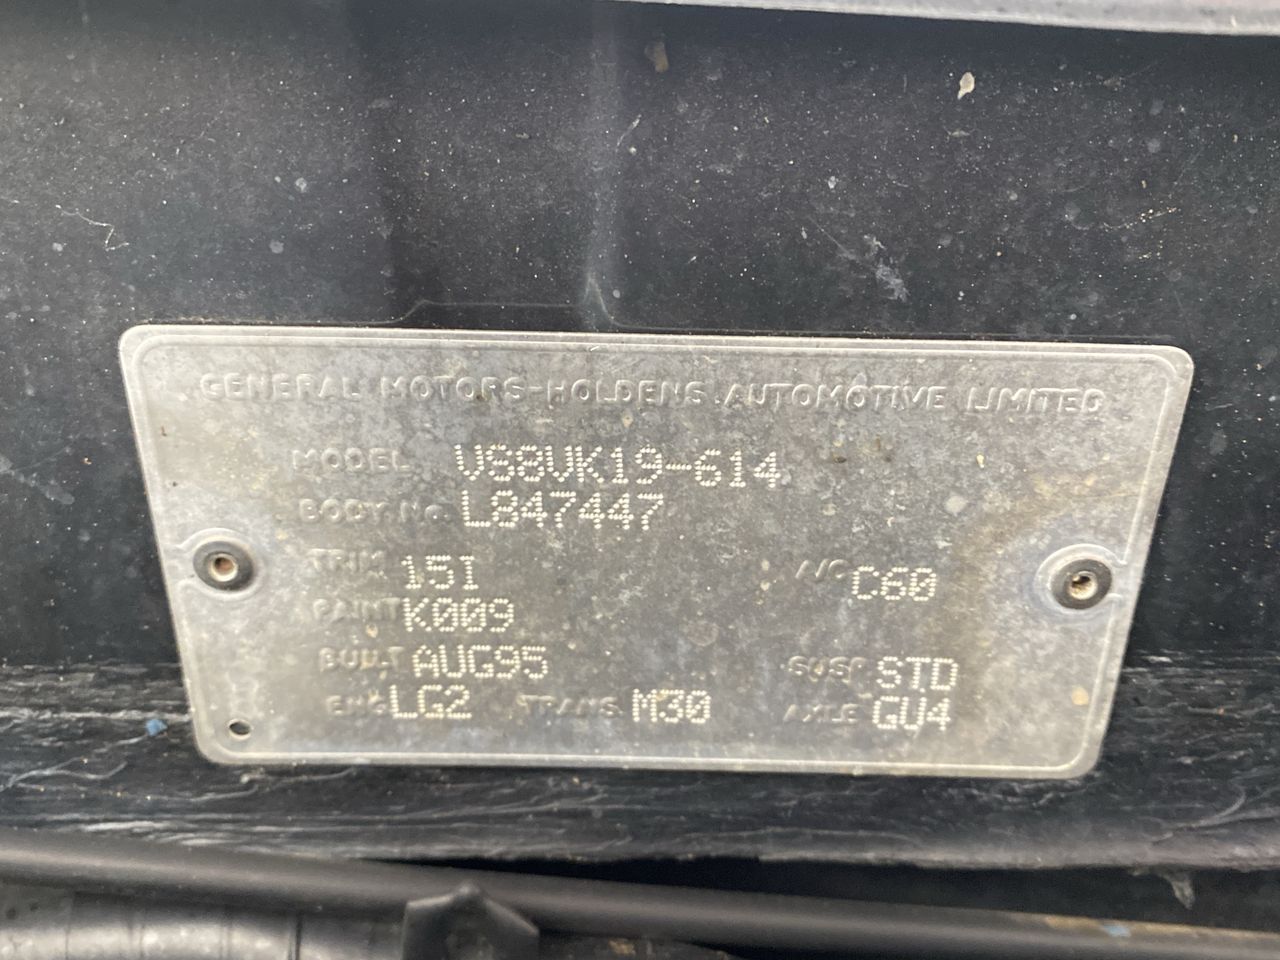 GENERAL MOTORS-HOLDENS AUTOMOTIVE LIMITED
MODEL VS8VK19-614
BODY No. L847447
TRIM 15I A/C C60
PAINT K009
BUILT AUG95 SUSP STD
ENG LG2 TRANS M30 AXLE GU4